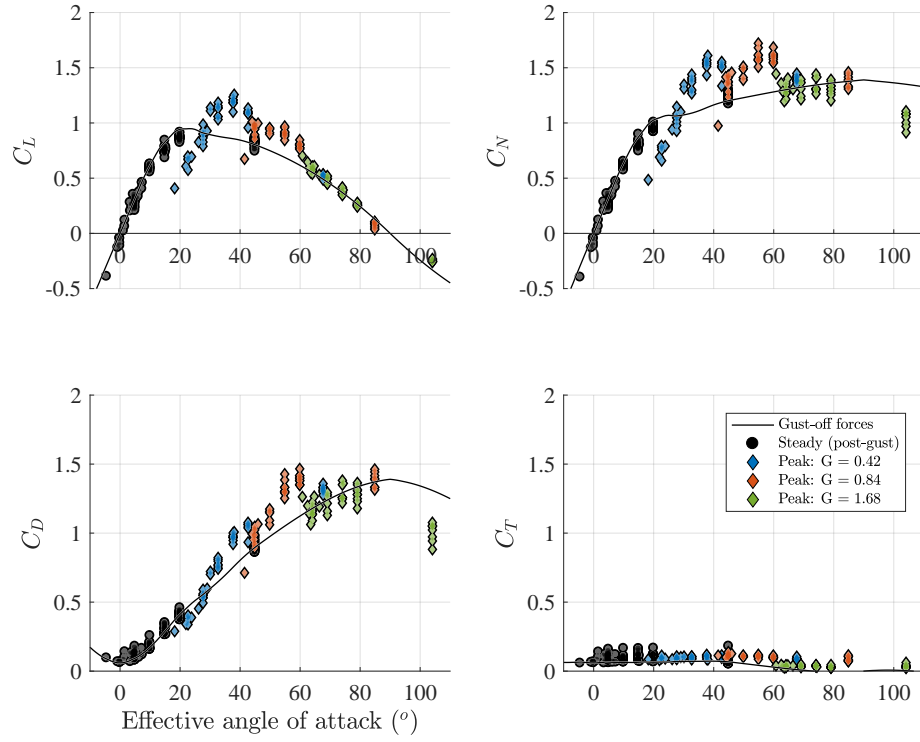 2
2
1.5
1.5
1
1
C_L
C_N
0.5
0.5
0
0
0 20 40 60 80 100
0 20 40 60 80 100
-0.5
-0.5
2
2
Gust-off forces
Steady (post-gust)
1.5
1.5
Peak: G = 0.42
Peak: G = 0.84
Peak: G = 1.68
1
1
C_D
C_T
0.5
0.5
0
0
0 20 40 60 80 100
0 20 40 60 80 100
Effective angle of attack (°)